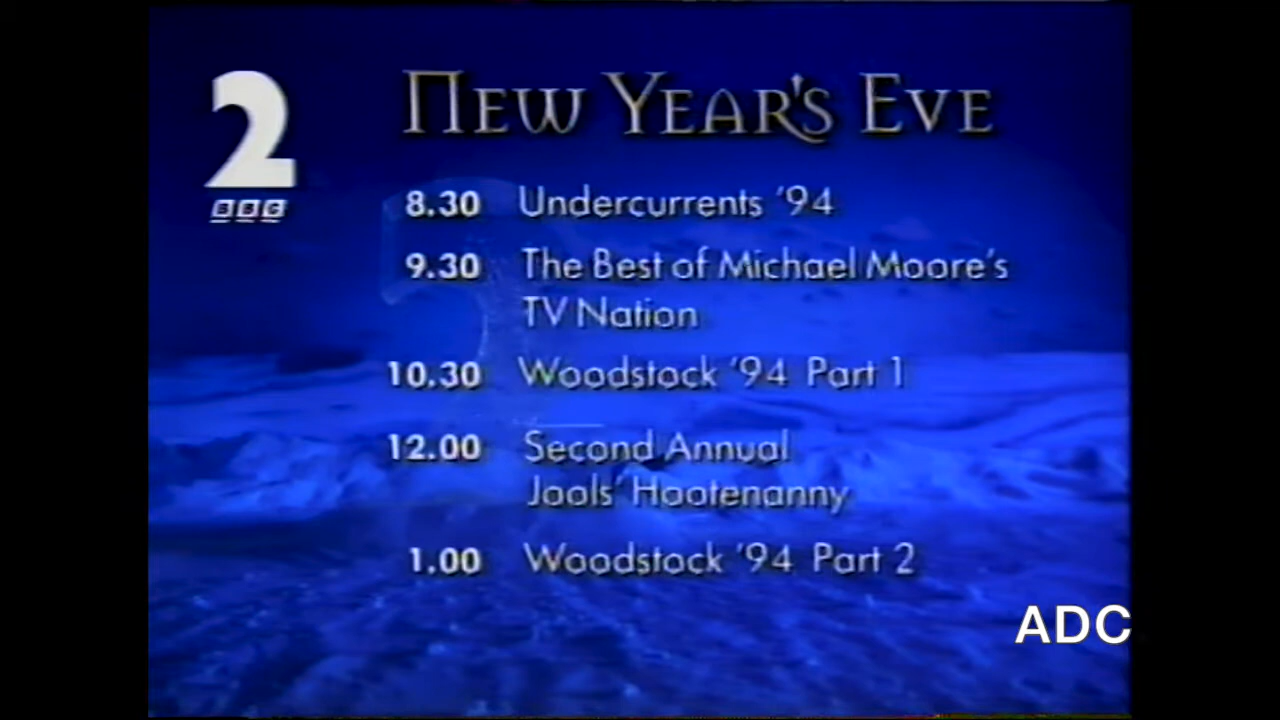 2
BBC
NEW YEAR'S EVE
8.30 Undercurrents '94
9.30 The Best of Michael Moore's
TV Nation
10.30 Woodstock '94 Part 1
12.00 Second Annual
Jools' Hootenanny
1.00 Woodstock '94 Part 2
ADC